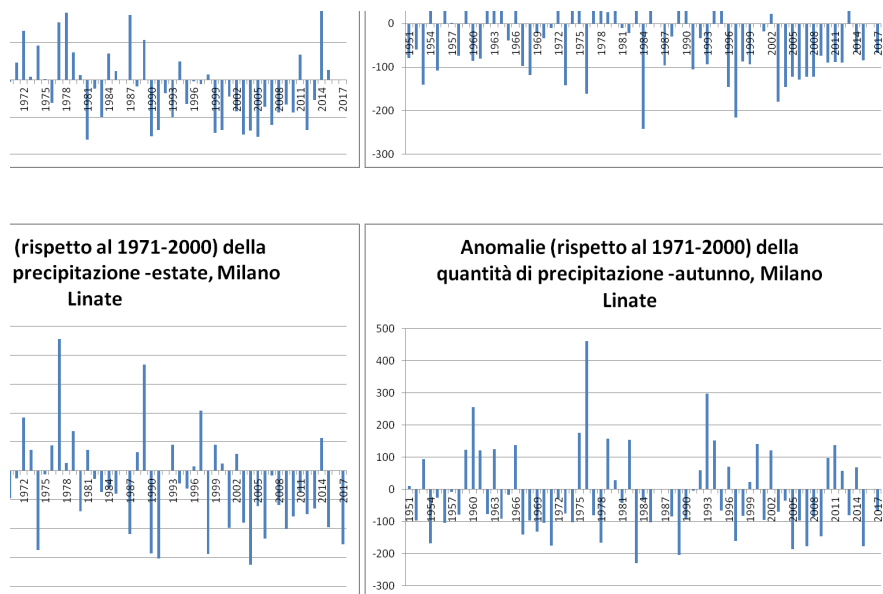 1972 1975 1978 1981 1984 1987 1990 1993 1996 1999 2002 2005 2008 2011 2014 2017
0
-100
-200
-300
1951 1954 1957 1960 1963 1966 1969 1972 1975 1978 1981 1984 1987 1990 1993 1996 1999 2002 2005 2008 2011 2014 2017
(rispetto al 1971-2000) della
precipitazione -estate, Milano
Linate
1972 1975 1978 1981 1984 1987 1990 1993 1996 1999 2002 2005 2008 2011 2014 2017
Anomalie (rispetto al 1971-2000) della
quantità di precipitazione -autunno, Milano
Linate
500
400
300
200
100
0
-100
-200
-300
1951 1954 1957 1960 1963 1966 1969 1972 1975 1978 1981 1984 1987 1990 1993 1996 1999 2002 2005 2008 2011 2014 2017